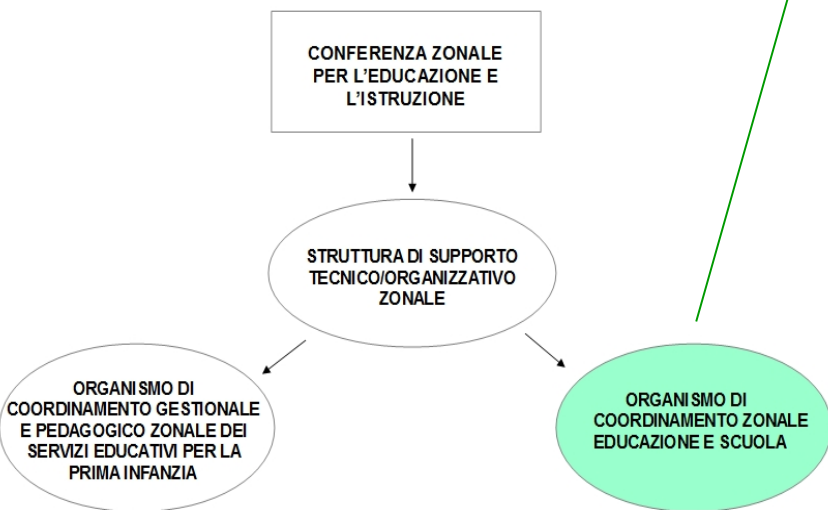 CONFERENZA ZONALE
PER L'EDUCAZIONE E
L'ISTRUZIONE
STRUTTURA DI SUPPORTO
TECNICO/ORGANIZZATIVO
ZONALE
ORGANISMO DI
COORDINAMENTO GESTIONALE
E PEDAGOGICO ZONALE DEI
SERVIZI EDUCATIVI PER LA
PRIMA INFANZIA
ORGANISMO DI
COORDINAMENTO ZONALE
EDUCAZIONE E SCUOLA